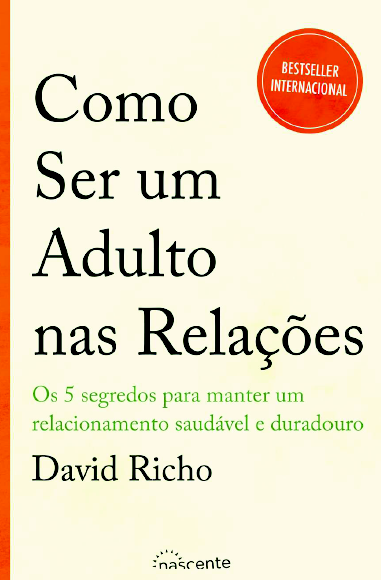 BESTSELLER
INTERNACIONAL
Como
Ser um
Adulto
nas Relações
Os 5 segredos para manter um
relacionamento saudável e duradouro
David Richo
nascente